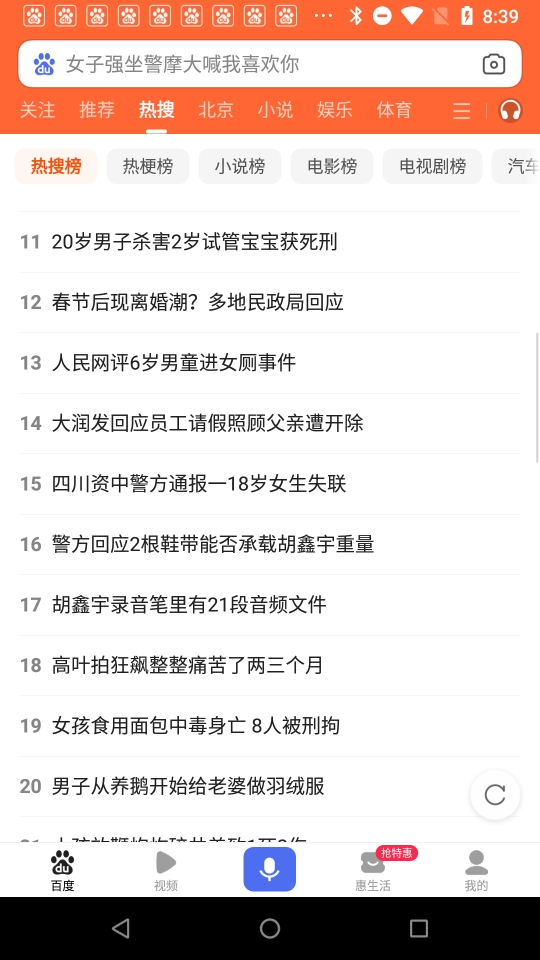 8:39
du 女子强坐警摩大喊我喜欢你
关注 推荐 热搜 北京 小说 娱乐 体育
热搜榜 热梗榜 小说榜 电影榜 电视剧榜 汽车
11 20岁男子杀害2岁试管宝宝获死刑
12 春节后现离婚潮？多地民政局回应
13 人民网评6岁男童进女厕事件
14 大润发回应员工请假照顾父亲遭开除
15 四川资中警方通报一18岁女生失联
16 警方回应2根鞋带能否承载胡鑫宇重量
17 胡鑫宇录音笔里有21段音频文件
18 高叶拍狂飙整整痛苦了两三个月
19 女孩食用面包中毒身亡 8人被刑拘
20 男子从养鹅开始给老婆做羽绒服
抢特惠
百度 视频 惠生活 我的